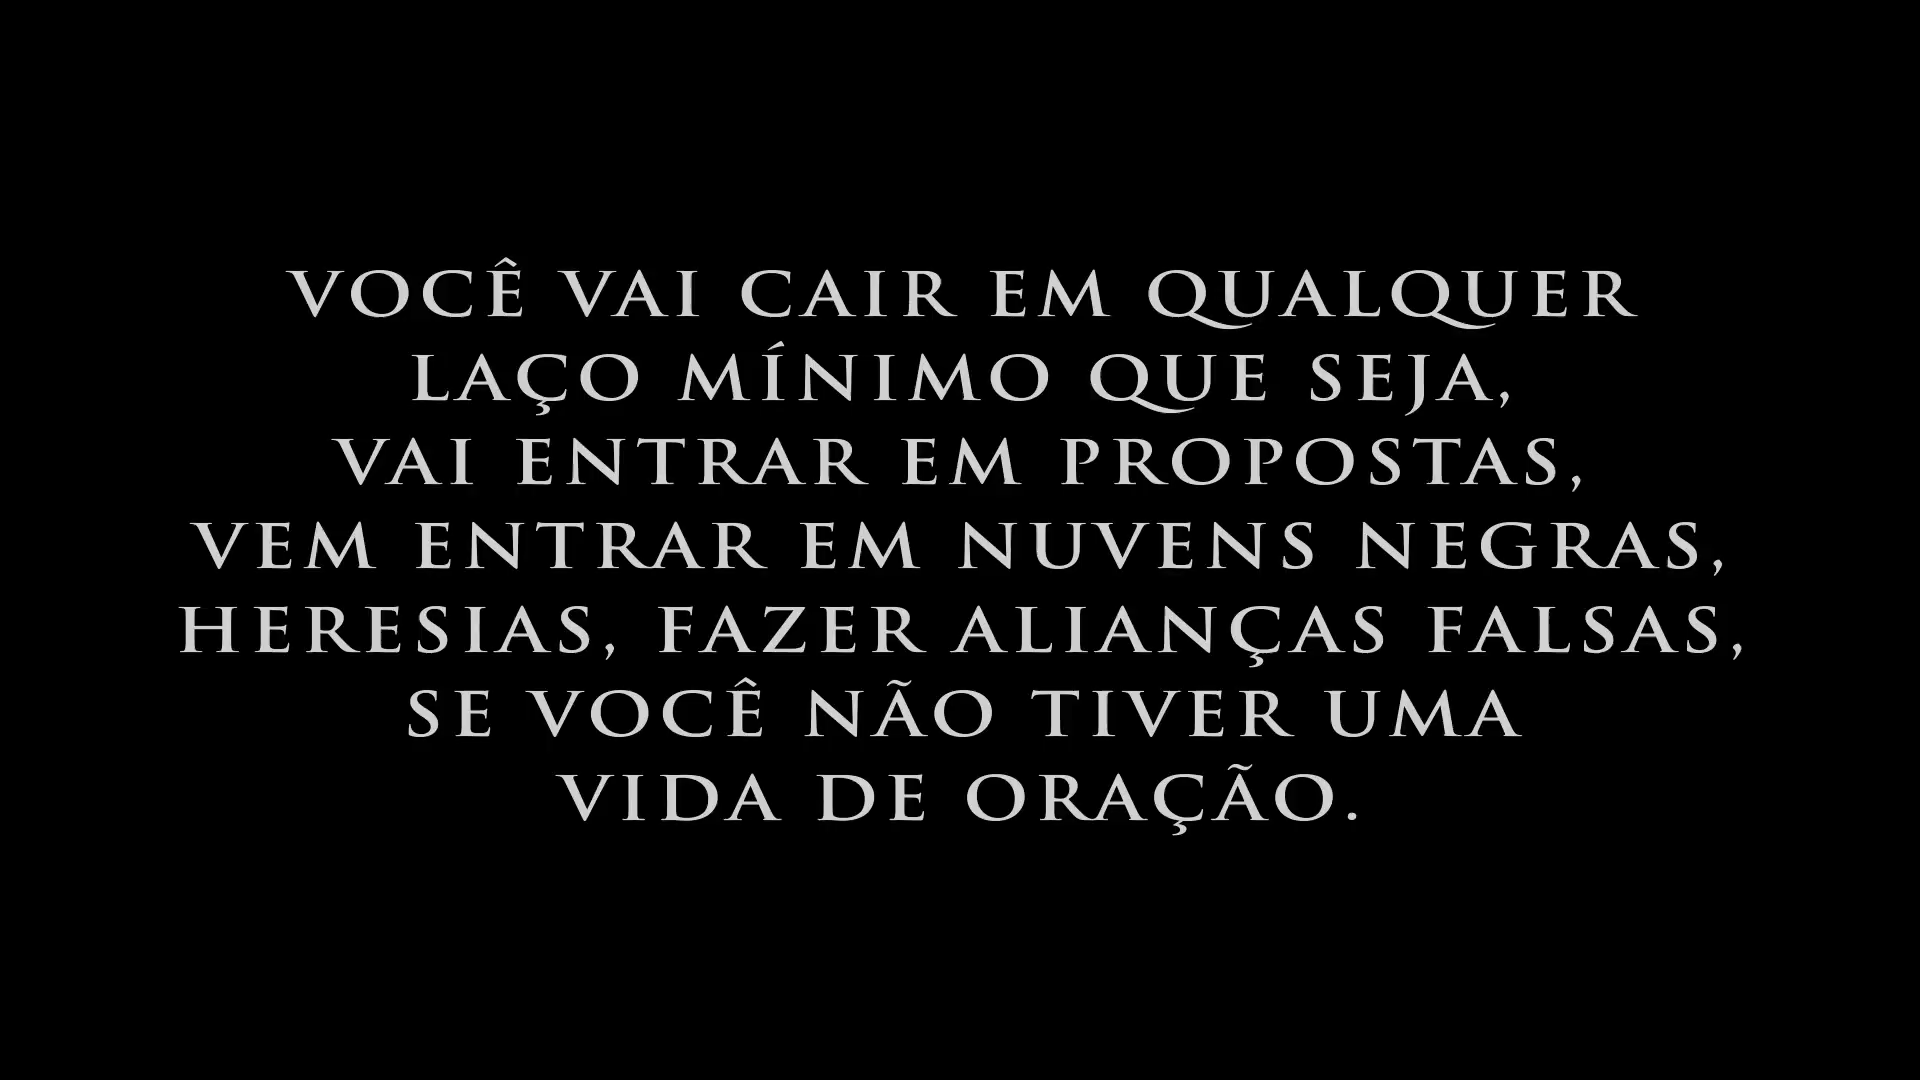 VOCÊ VAI CAIR EM QUALQUER
LAÇO MÍNIMO QUE SEJA,
VAI ENTRAR EM PROPOSTAS,
VEM ENTRAR EM NUVENS NEGRAS,
HERESIAS, FAZER ALIANÇAS FALSAS,
SE VOCÊ NÃO TIVER UMA
VIDA DE ORAÇÃO.